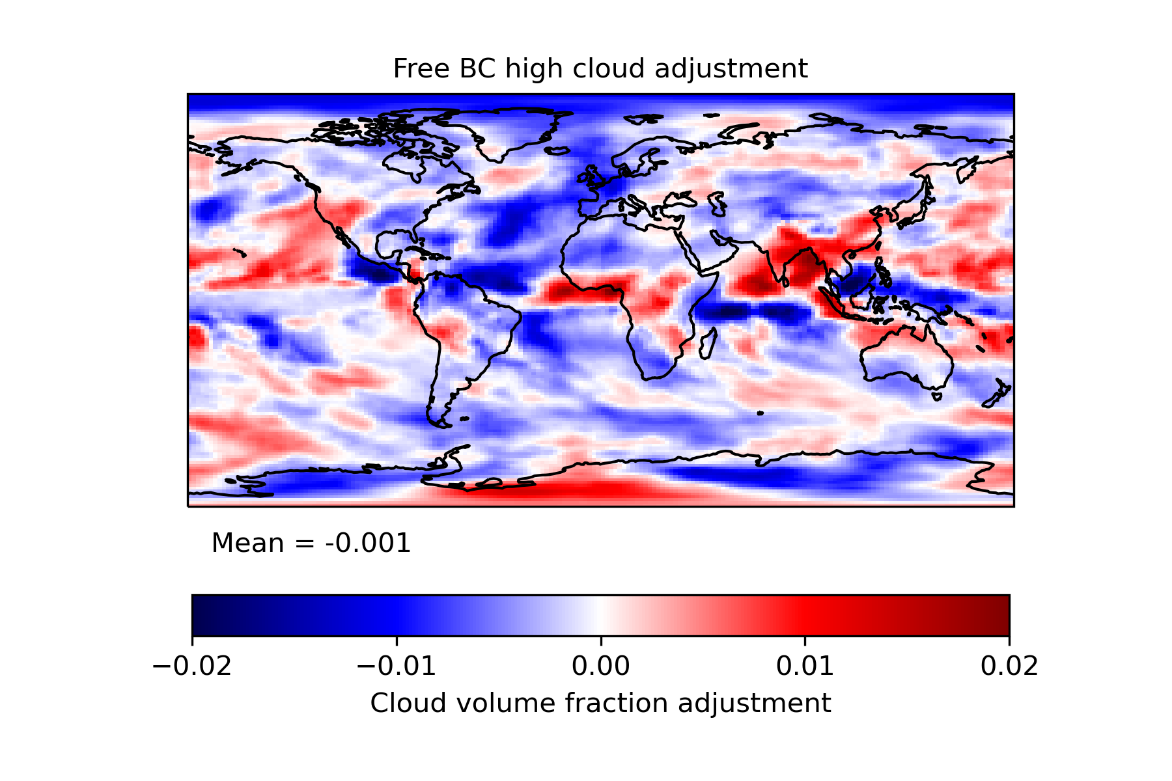 Free BC high cloud adjustment
Mean = -0.001
−0.02 −0.01 0.00 0.01 0.02
Cloud volume fraction adjustment